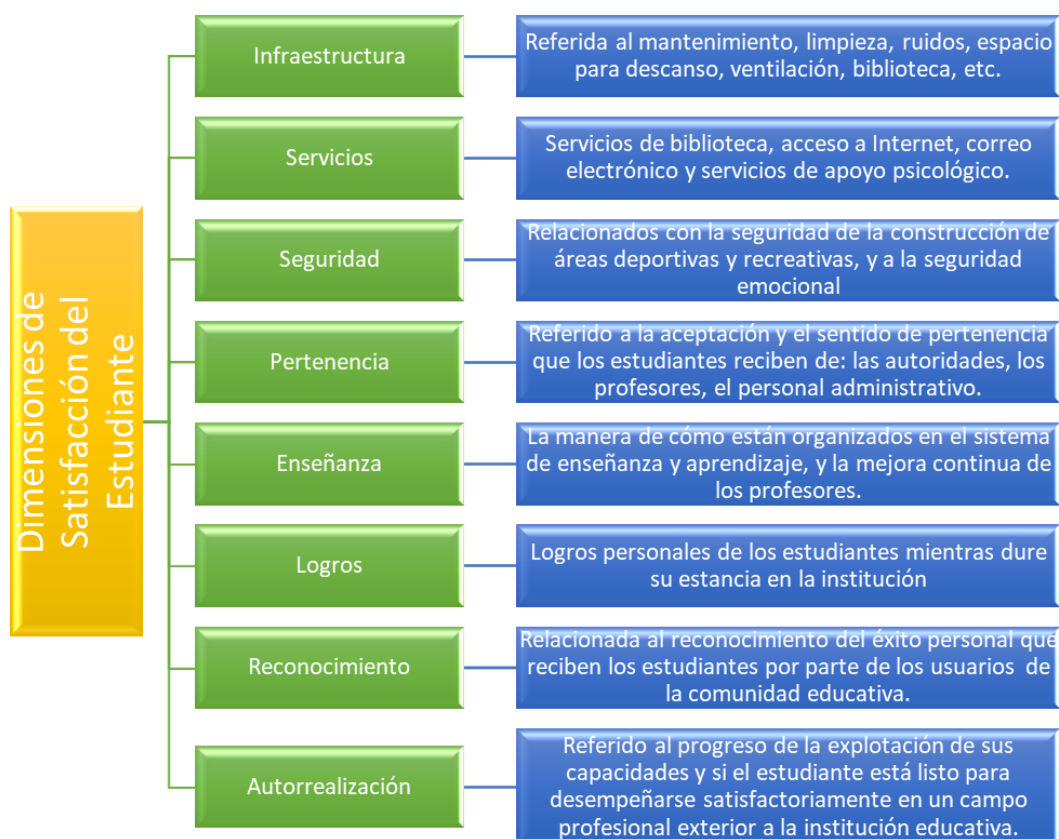 Dimensiones de
Satisfacción del
Estudiante
Infraestructura
Referida al mantenimiento, limpieza, ruidos, espacio
para descanso, ventilación, biblioteca, etc.
Servicios
Servicios de biblioteca, acceso a Internet, correo
electrónico y servicios de apoyo psicológico.
Seguridad
Relacionados con la seguridad de la construcción de
áreas deportivas y recreativas, y a la seguridad
emocional
Pertenencia
Referido a la aceptación y el sentido de pertenencia
que los estudiantes reciben de: las autoridades, los
profesores, el personal administrativo.
Enseñanza
La manera de cómo están organizados en el sistema
de enseñanza y aprendizaje, y la mejora continua de
los profesores.
Logros
Logros personales de los estudiantes mientras dure
su estancia en la institución
Reconocimiento
Relacionada al reconocimiento del éxito personal que
reciben los estudiantes por parte de los usuarios de
la comunidad educativa.
Autorrealización
Referido al progreso de la explotación de sus
capacidades y si el estudiante está listo para
desempeñarse satisfactoriamente en un campo
profesional exterior a la institución educativa.